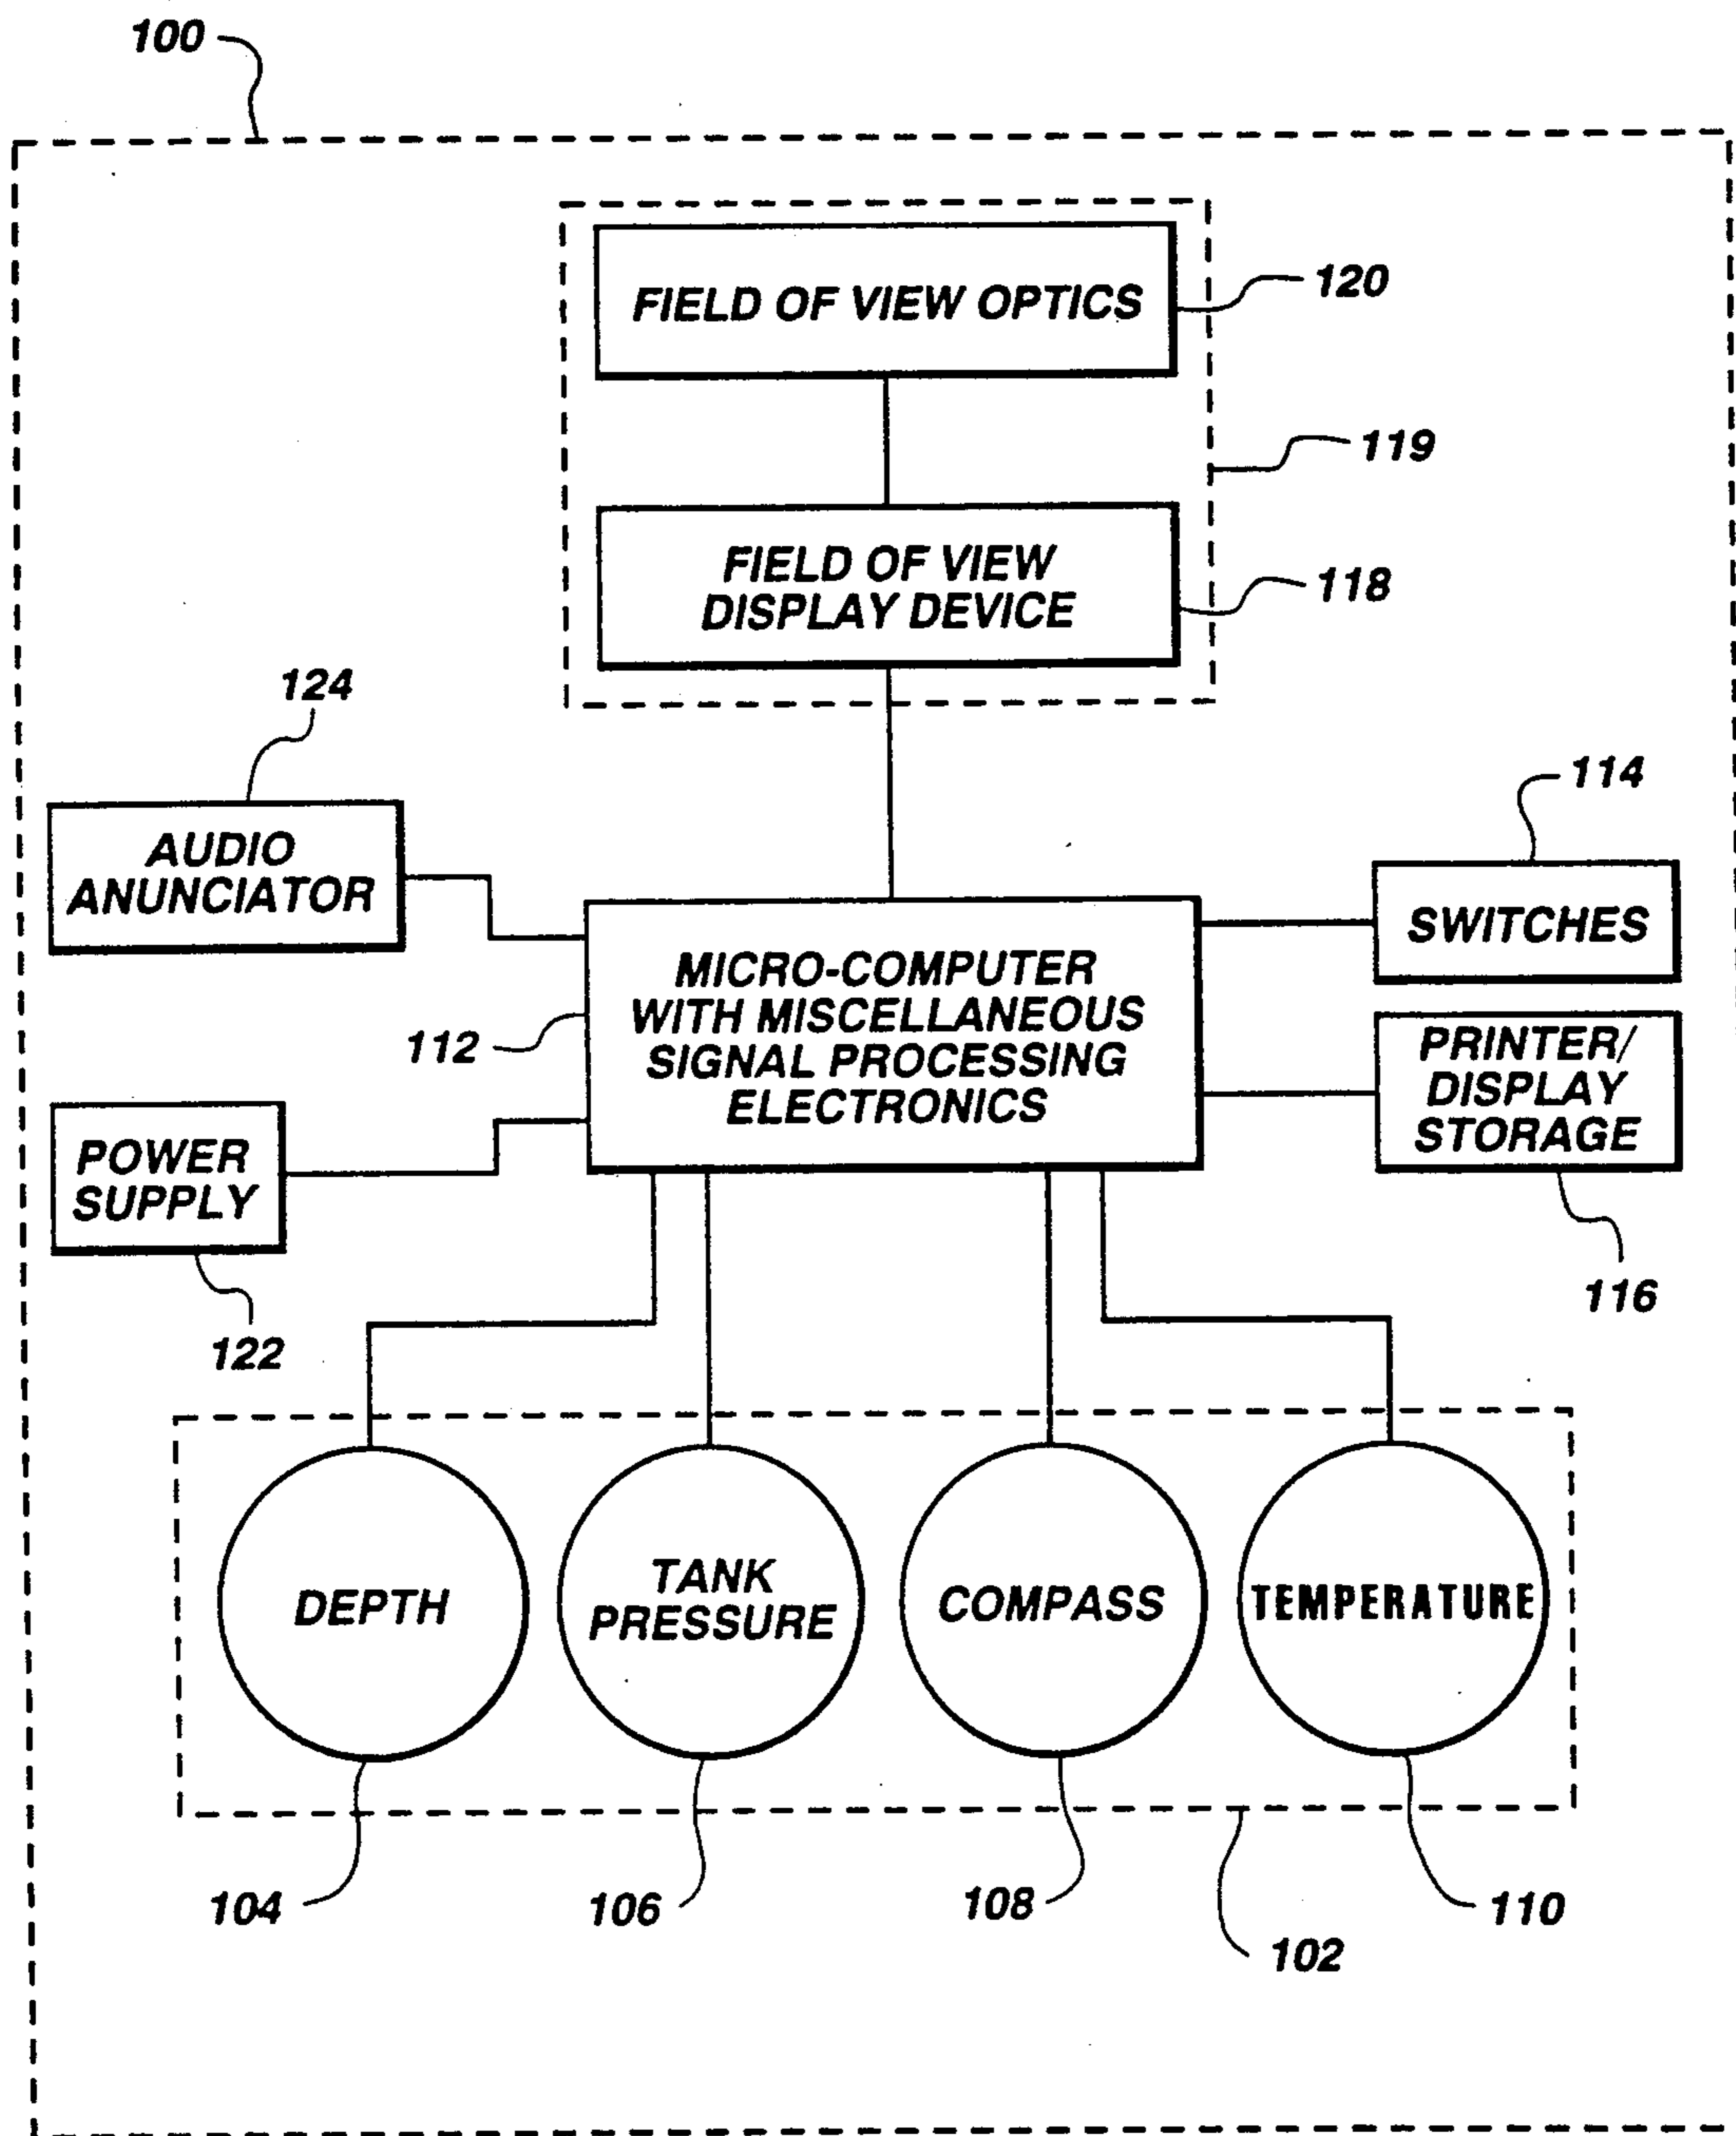 100
FIELD OF VIEW OPTICS
120
119
FIELD OF VIEW
DISPLAY DEVICE
118
124
AUDIO
ANUNCIATOR
114
SWITCHES
MICRO-COMPUTER
WITH MISCELLANEOUS
SIGNAL PROCESSING
ELECTRONICS
112
PRINTER/
DISPLAY
STORAGE
116
POWER
SUPPLY
122
DEPTH
TANK
PRESSURE
COMPASS
TEMPERATURE
104
106
108
110
102